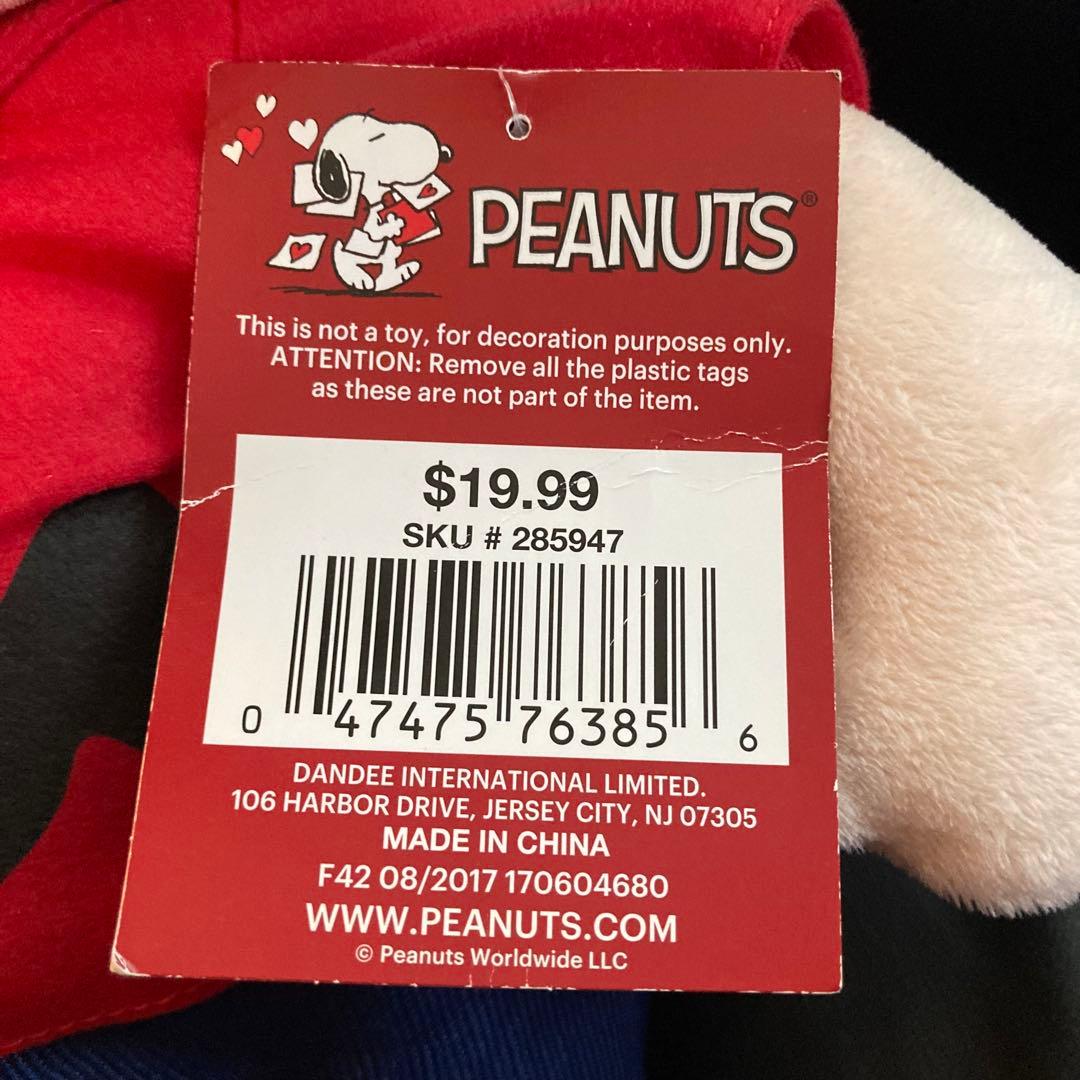 PEANUTS®
This is not a toy, for decoration purposes only.
ATTENTION: Remove all the plastic tags
as these are not part of the item.
$19.99
SKU # 285947
0 47475 76385 6
DANDEE INTERNATIONAL LIMITED.
106 HARBOR DRIVE, JERSEY CITY, NJ 07305
MADE IN CHINA
F42 08/2017 170604680
WWW.PEANUTS.COM
© Peanuts Worldwide LLC